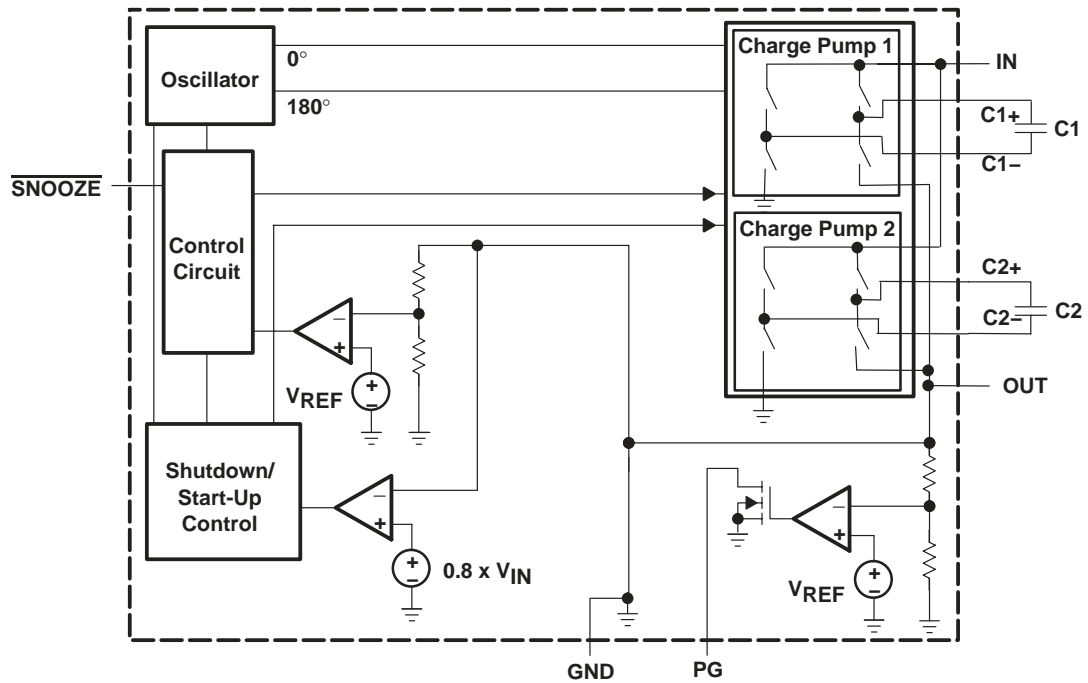 Oscillator
0°
180°
Charge Pump 1
IN
C1+
C1
C1−
SNOOZE
Control
Circuit
Charge Pump 2
C2+
C2
C2−
−
+
VREF
+
−
OUT
Shutdown/
Start-Up
Control
−
+
+
−
0.8 x VIN
−
+
VREF
+
−
GND
PG